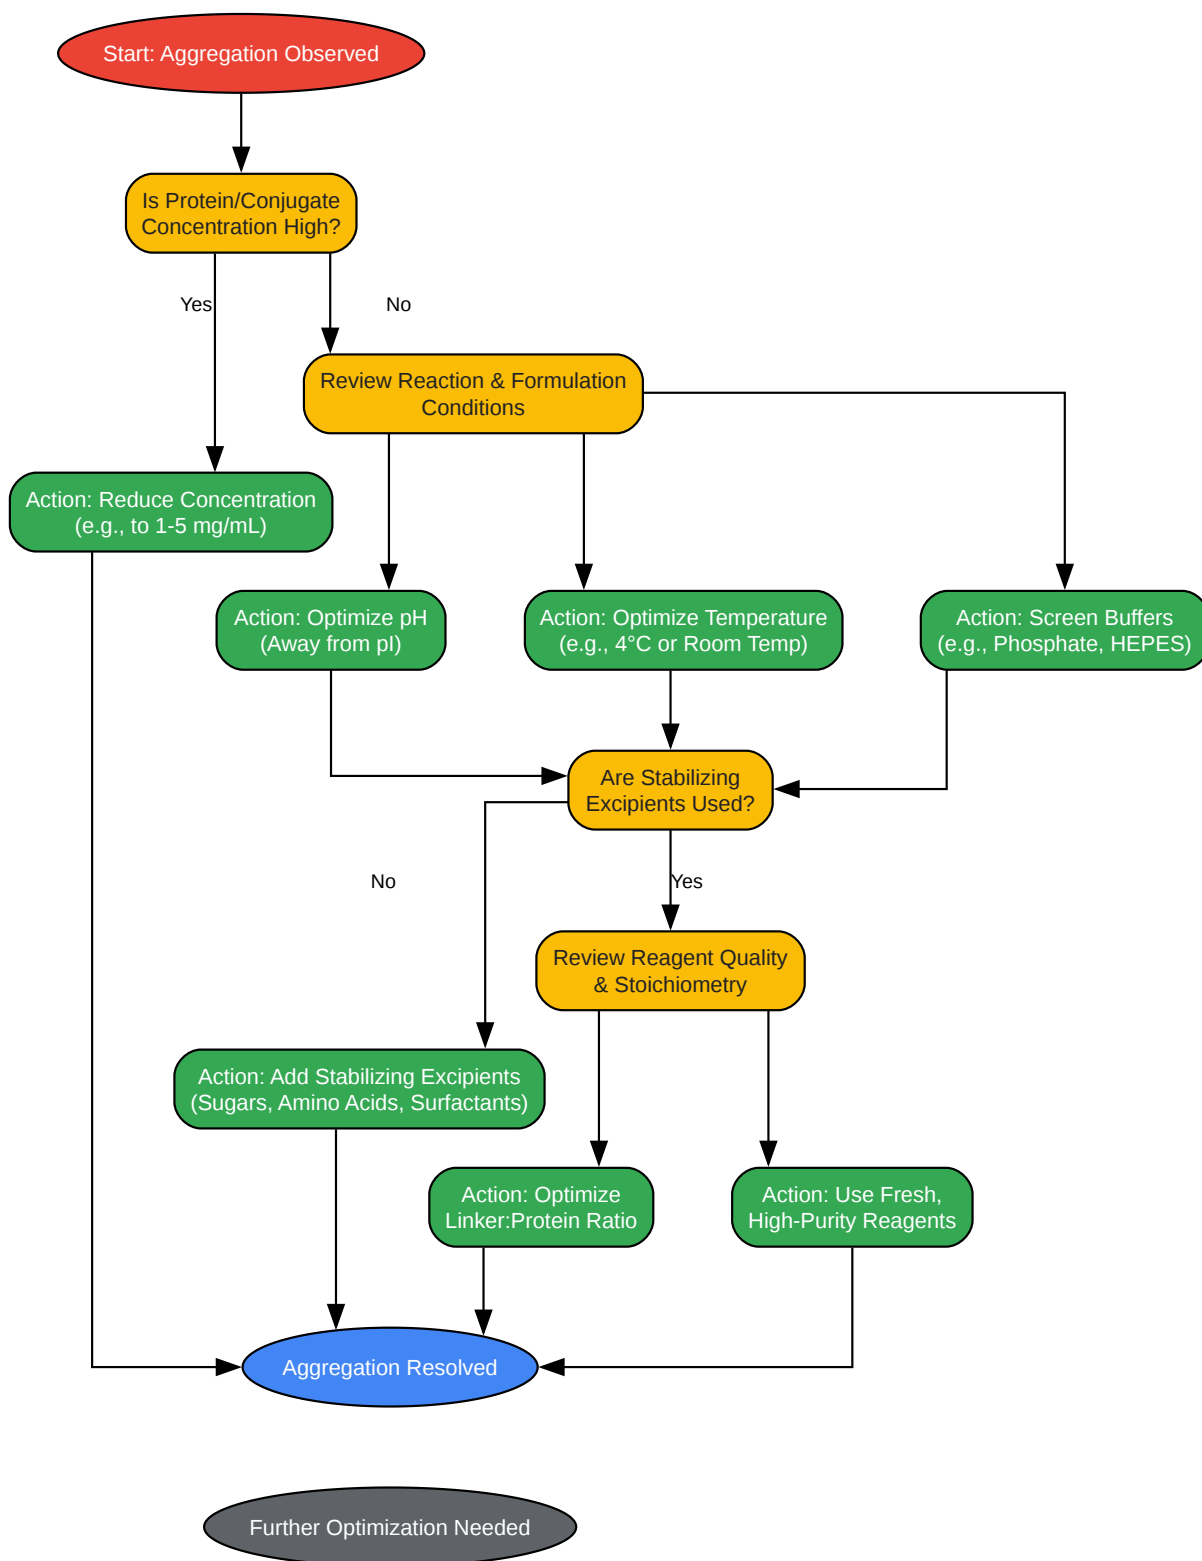 Start: Aggregation Observed
Is Protein/Conjugate
Concentration High?
Yes
No
Review Reaction & Formulation
Conditions
Action: Reduce Concentration
(e.g., to 1-5 mg/mL)
Action: Optimize pH
(Away from pI)
Action: Optimize Temperature
(e.g., 4°C or Room Temp)
Action: Screen Buffers
(e.g., Phosphate, HEPES)
Are Stabilizing
Excipients Used?
No
Yes
Review Reagent Quality
& Stoichiometry
Action: Add Stabilizing Excipients
(Sugars, Amino Acids, Surfactants)
Action: Optimize
Linker:Protein Ratio
Action: Use Fresh,
High-Purity Reagents
Aggregation Resolved
Further Optimization Needed